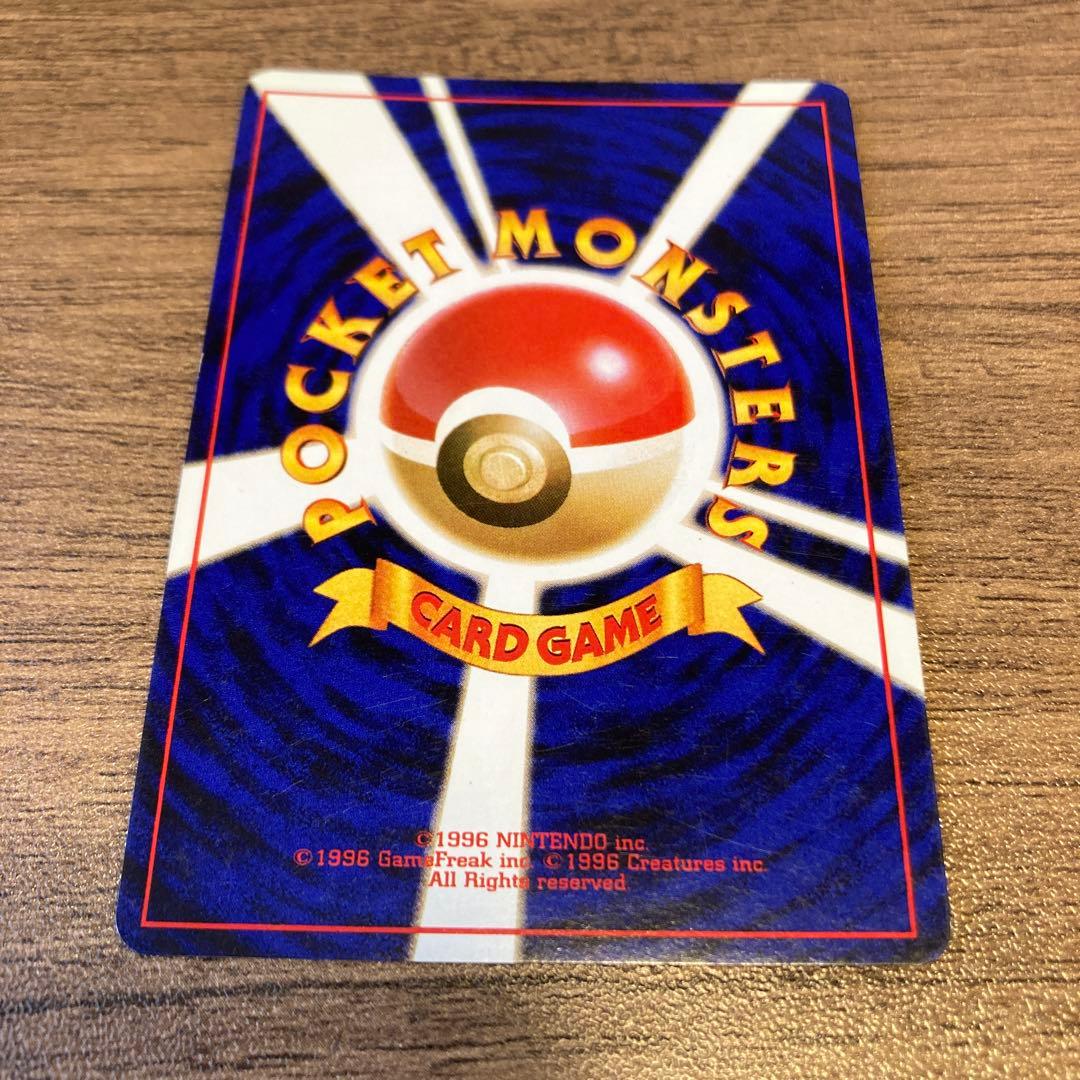 POCKET MONSTERS
CARD GAME
©1996 NINTENDO inc.
©1996 GameFreak inc. ©1996 Creatures inc.
All Rights reserved